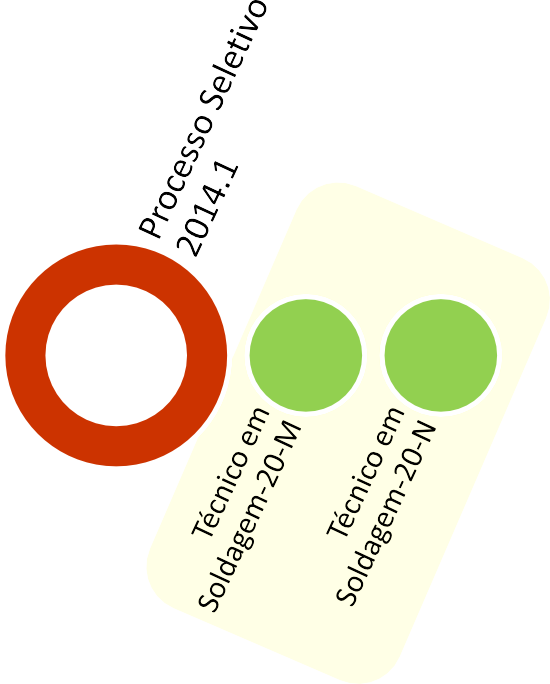 Processo Seletivo
2014.1
Técnico em
Soldagem-20-M
Técnico em
Soldagem-20-N